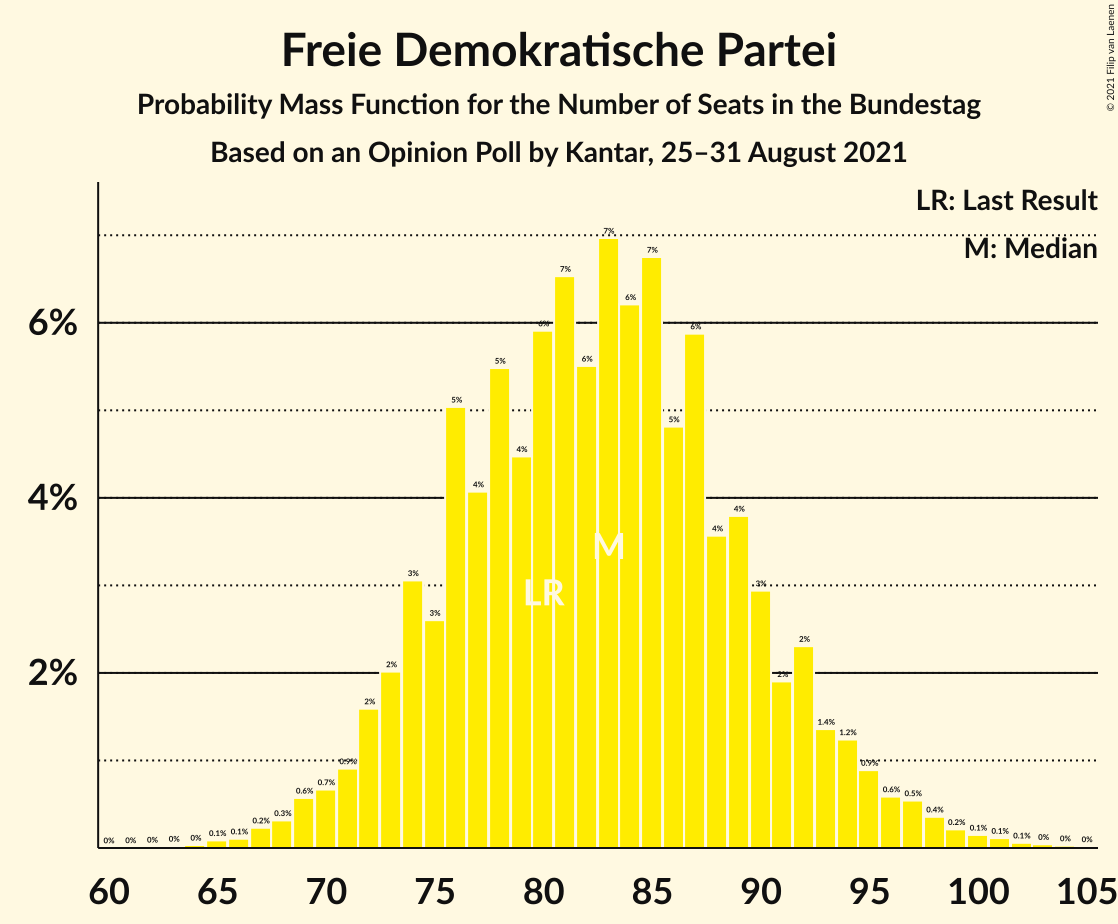 Freie Demokratische Partei
Probability Mass Function for the Number of Seats in the Bundestag
Based on an Opinion Poll by Kantar, 25–31 August 2021
© 2021 Filip van Laenen
LR: Last Result
M: Median
6%
4%
2%
0% 0% 0% 0% 0% 0.1% 0.1% 0.2% 0.3% 0.6% 0.7% 0.9% 2% 2% 3% 3% 5% 4% 5% 4% 6% 7% 6% 7% 6% 7% 5% 6% 4% 4% 3% 2% 2% 1.4% 1.2% 0.9% 0.6% 0.5% 0.4% 0.2% 0.1% 0.1% 0.1% 0% 0% 0%
M
LR
60 65 70 75 80 85 90 95 100 105